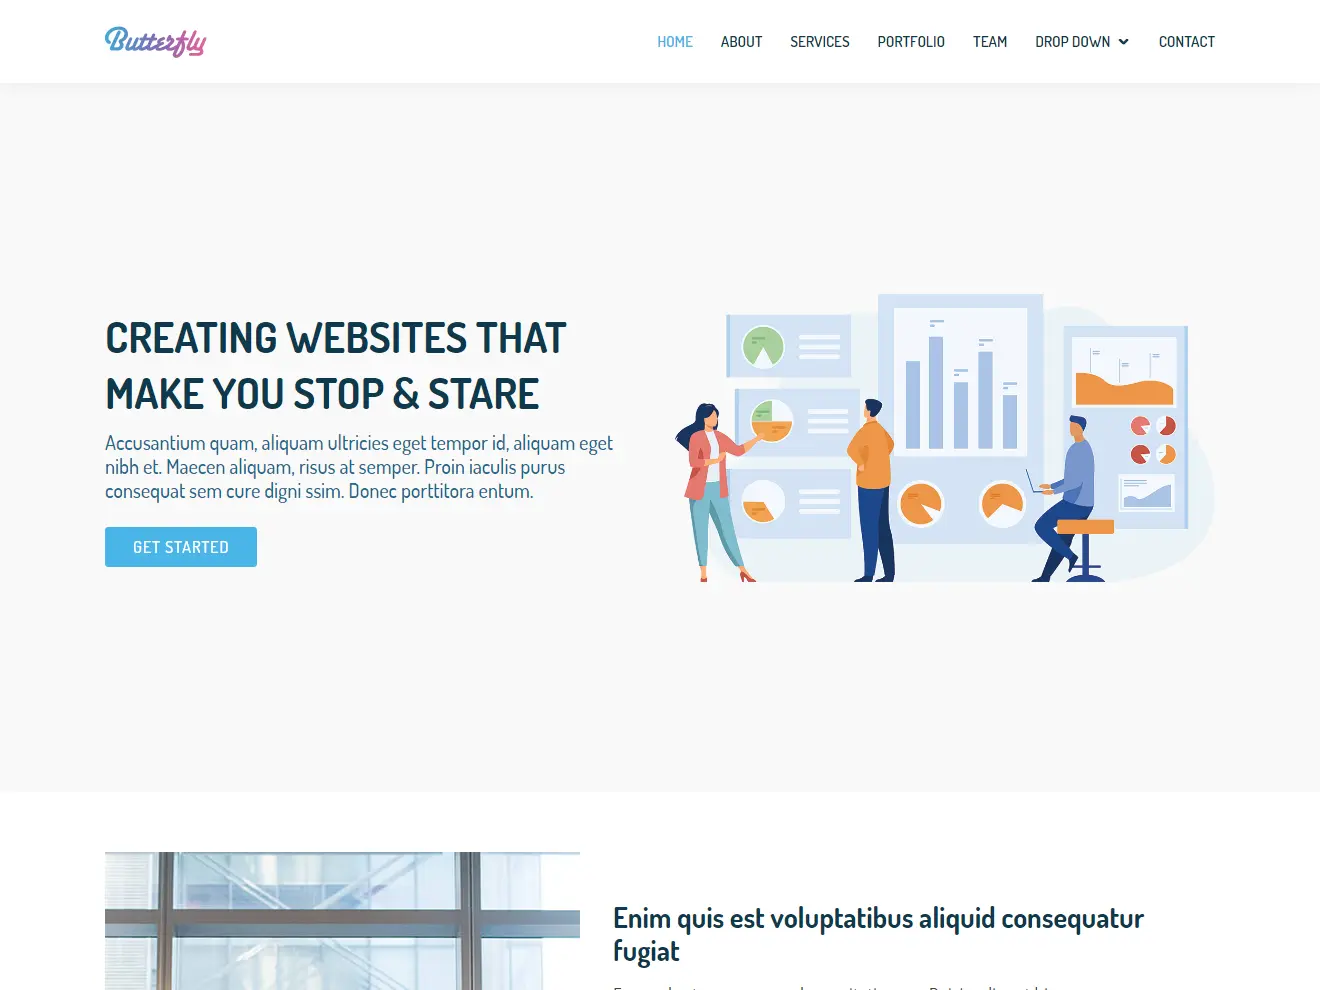 Butterfly
HOME ABOUT SERVICES PORTFOLIO TEAM DROP DOWN CONTACT
CREATING WEBSITES THAT
MAKE YOU STOP & STARE
Accusantium quam, aliquam ultricies eget tempor id, aliquam eget
nibh et. Maecen aliquam, risus at semper. Proin iaculis purus
consequat sem cure digni ssim. Donec porttitora entum.
GET STARTED
Enim quis est voluptatibus aliquid consequatur
fugiat